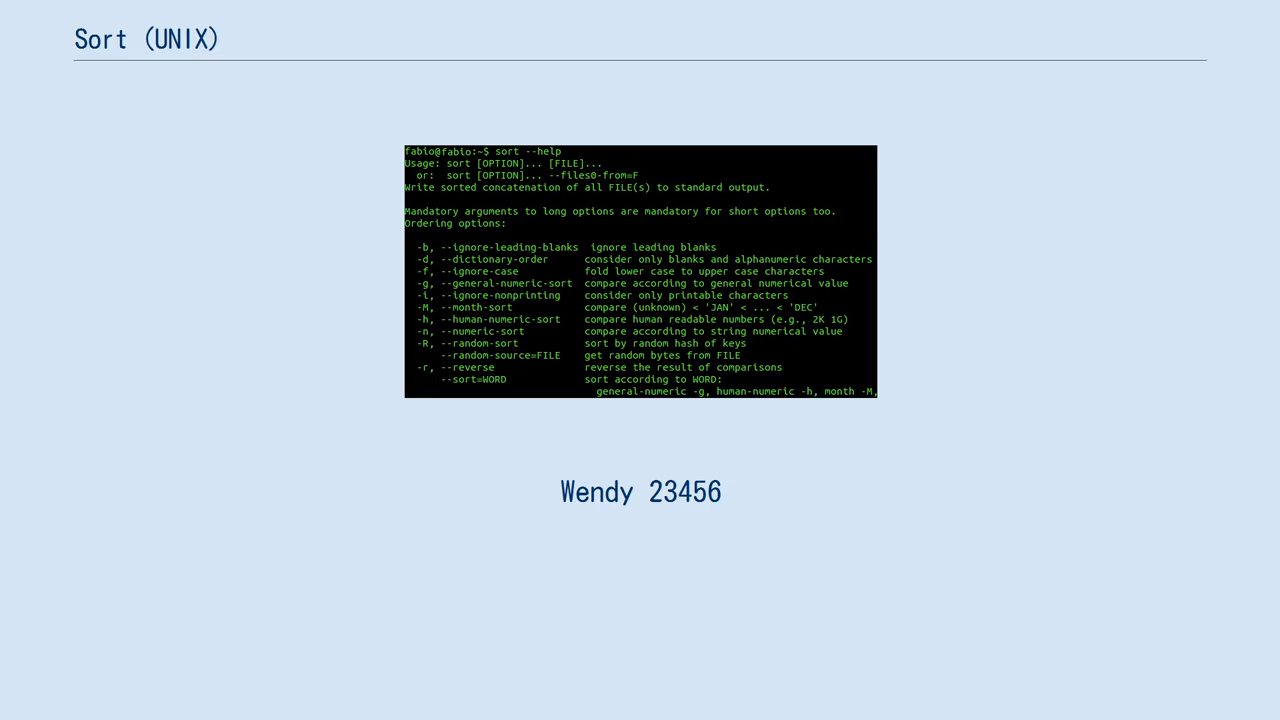 Sort (UNIX)
fabio@fabio:~$ sort --help
Usage: sort [OPTION]... [FILE]...
  or:  sort [OPTION]... --files0-from=F
Write sorted concatenation of all FILE(s) to standard output.
Mandatory arguments to long options are mandatory for short options too.
Ordering options:
  -b, --ignore-leading-blanks  ignore leading blanks
  -d, --dictionary-order      consider only blanks and alphanumeric characters
  -f, --ignore-case           fold lower case to upper case characters
  -g, --general-numeric-sort  compare according to general numerical value
  -i, --ignore-nonprinting    consider only printable characters
  -M, --month-sort            compare (unknown) < 'JAN' < ... < 'DEC'
  -h, --human-numeric-sort    compare human readable numbers (e.g., 2K 1G)
  -n, --numeric-sort          compare according to string numerical value
  -R, --random-sort           sort by random hash of keys
      --random-source=FILE    get random bytes from FILE
  -r, --reverse               reverse the result of comparisons
      --sort=WORD             sort according to WORD:
                                general-numeric -g, human-numeric -h, month -M,
Wendy 23456